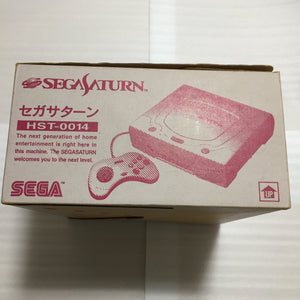 SEGASATURN
セガサターン
HST-0014
The next generation of home
entertainment is right here in
this machine. The SEGASATURN
welcomes you to the next level.
SEGA
UP